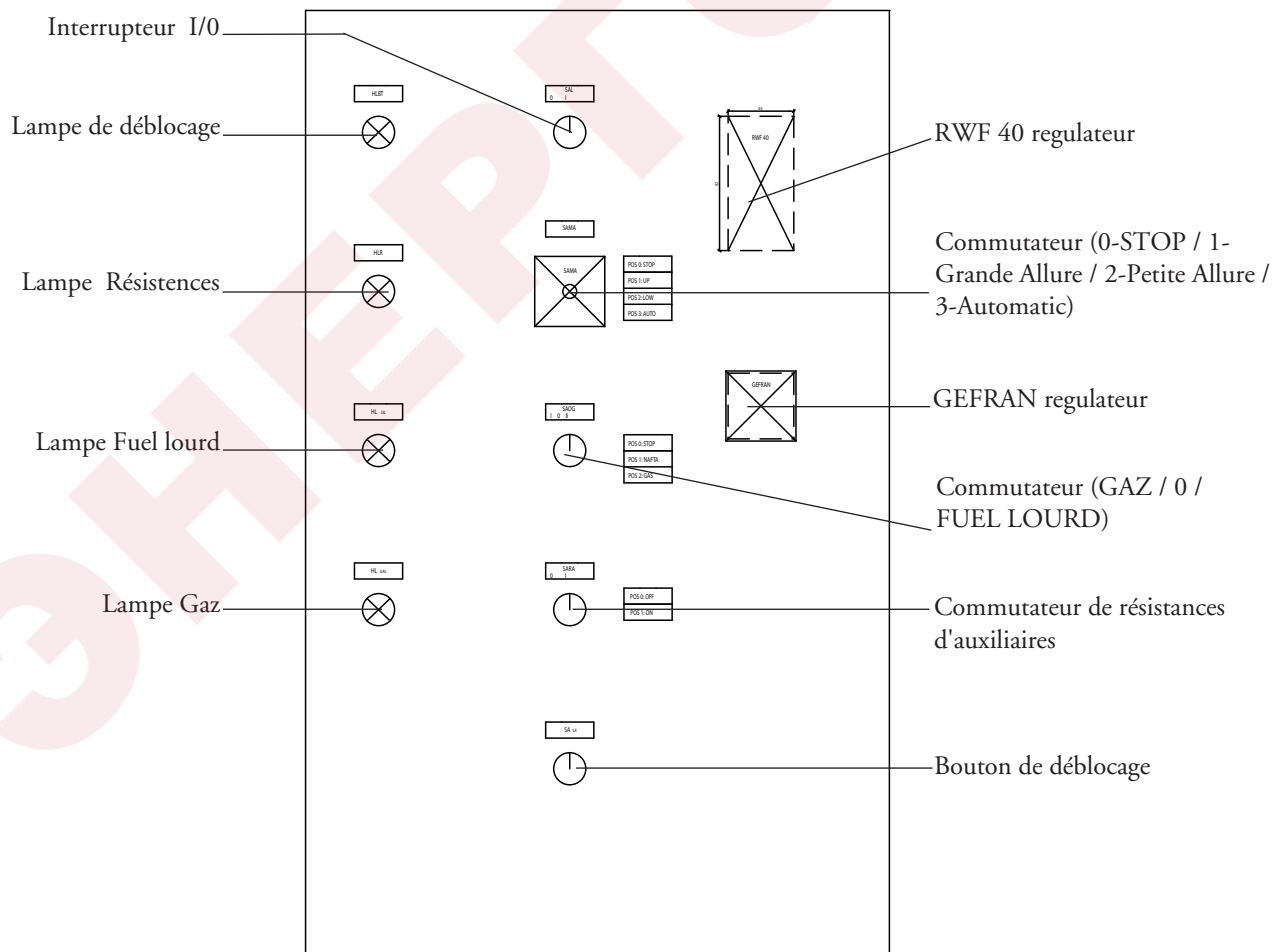 Interrupteur I/0
HLBT
SAL
0 I
Lampe de déblocage
RWF 40
RWF 40 regulateur
SAMA
HLR
Lampe Résistences
SAMA
POS 0: STOP
POS 1: UP
POS 2: LOW
POS 3: AUTO
Commutateur (0-STOP / 1-
Grande Allure / 2-Petite Allure /
3-Automatic)
GEFRAN
GEFRAN regulateur
HL
SAOG
I 0 II
Lampe Fuel lourd
POS 0: STOP
POS 1: NAFTA
POS 2: GAS
Commutateur (GAZ / 0 /
FUEL LOURD)
HL
SARA
0 I
Lampe Gaz
POS 0: OFF
POS 1: ON
Commutateur de résistances
d'auxiliaires
SA
Bouton de déblocage
ЭНЕРГО